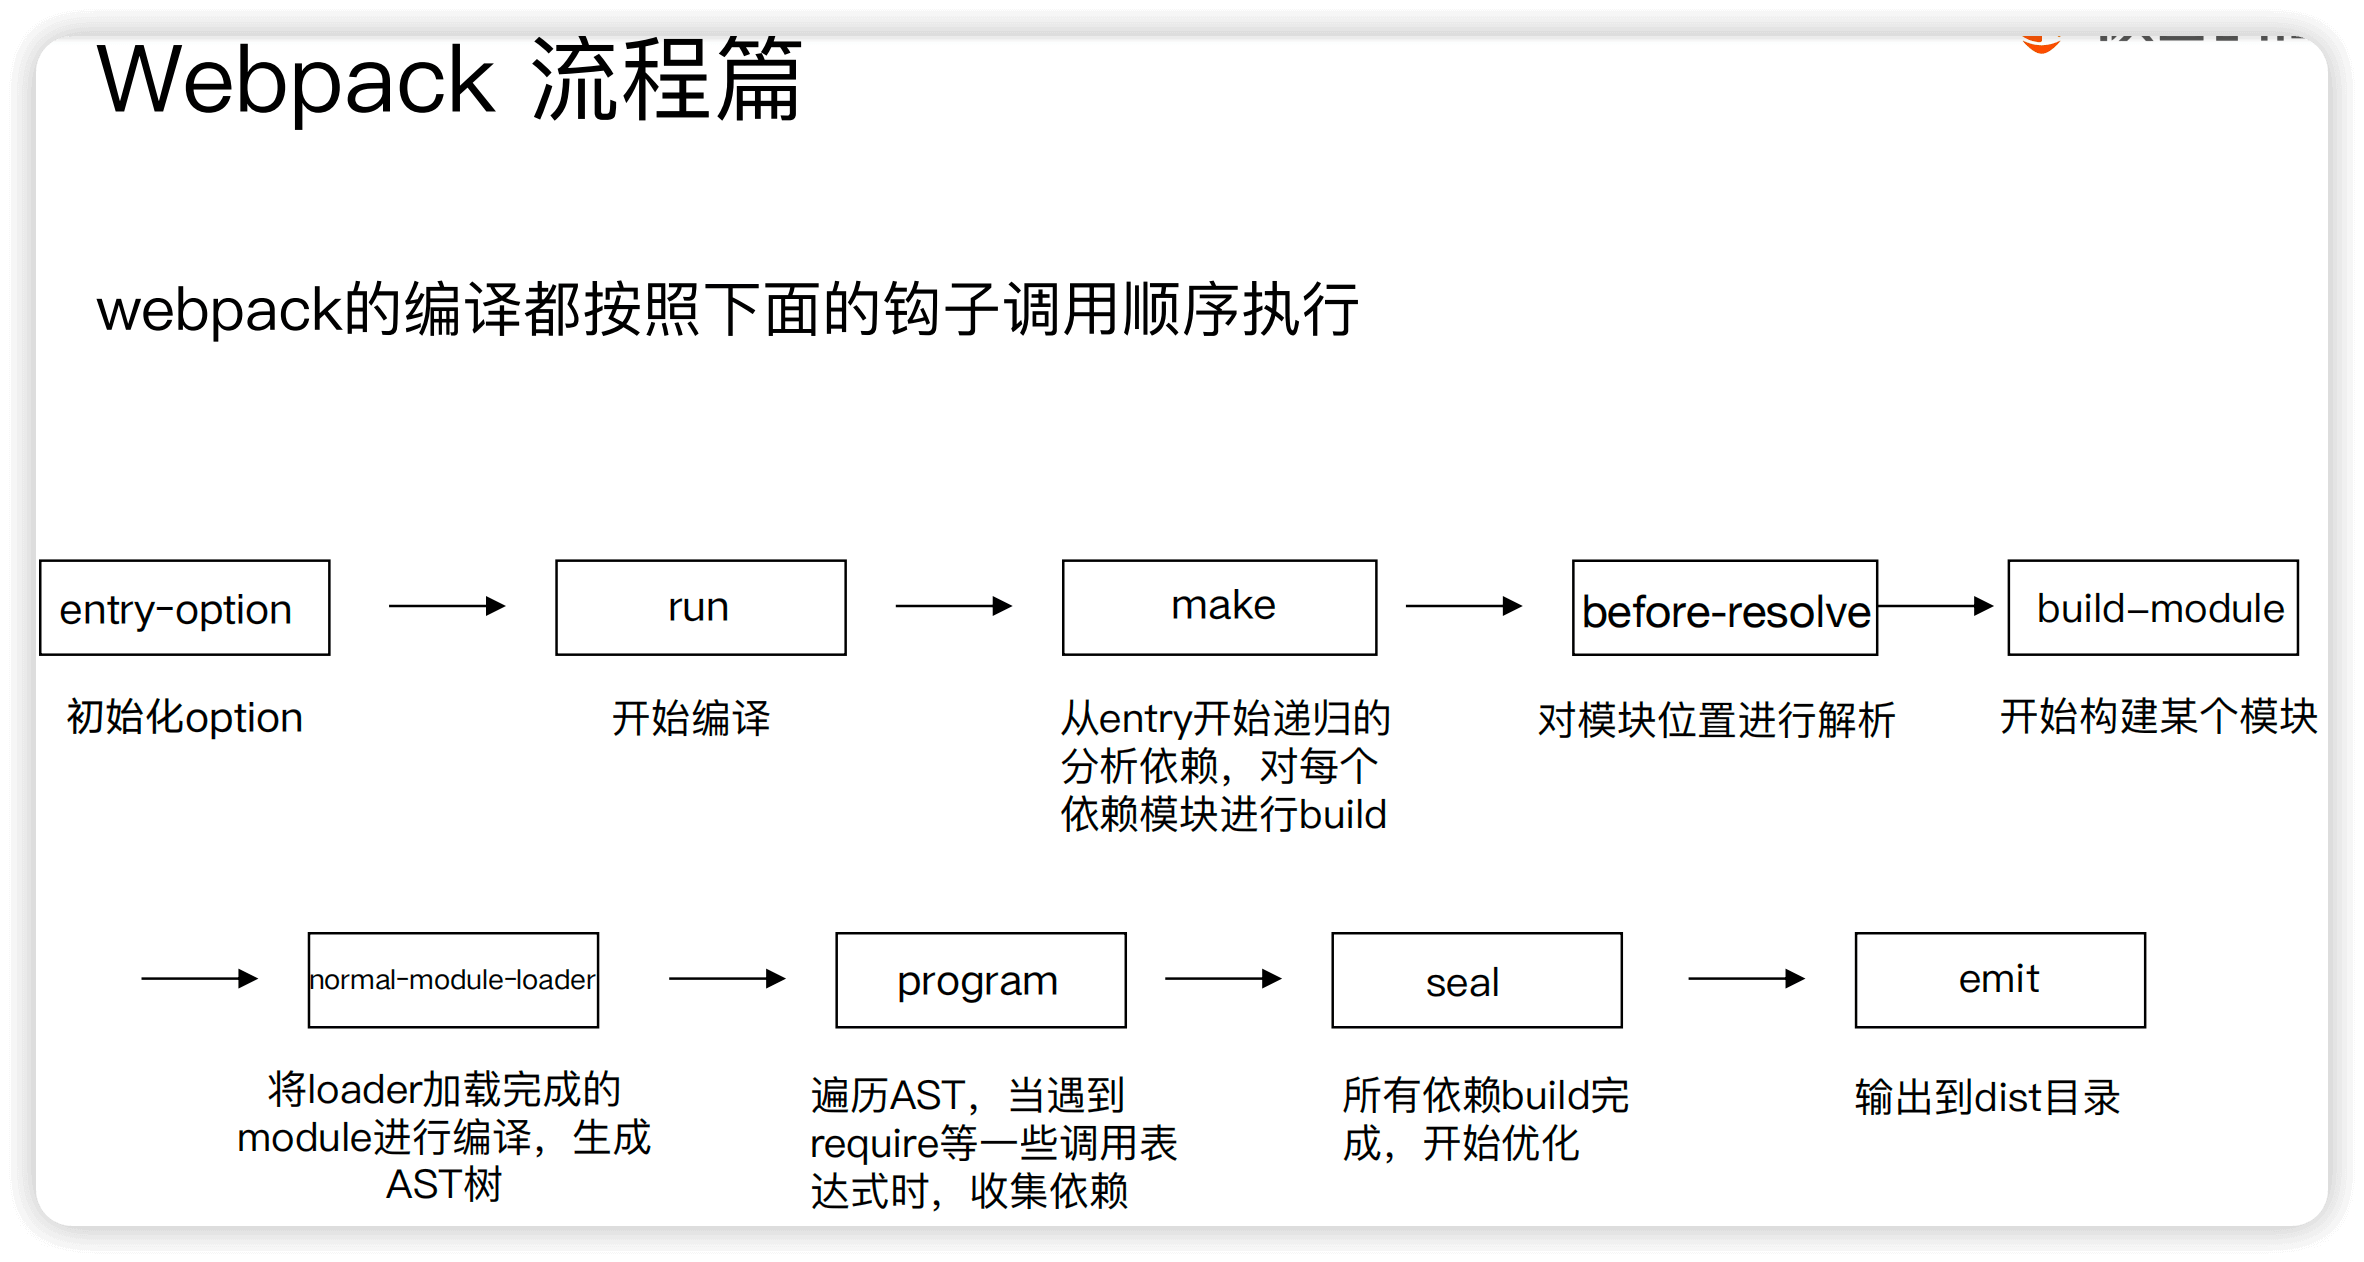 Webpack 流程篇
webpack的编译都按照下面的钩子调用顺序执行
entry-option
run
make
before-resolve
build-module
初始化option
开始编译
从entry开始递归的
分析依赖，对每个
依赖模块进行build
对模块位置进行解析
开始构建某个模块
normal-module-loader
program
seal
emit
将loader加载完成的
module进行编译，生成
AST树
遍历AST，当遇到
require等一些调用表
达式时，收集依赖
所有依赖build完
成，开始优化
输出到dist目录